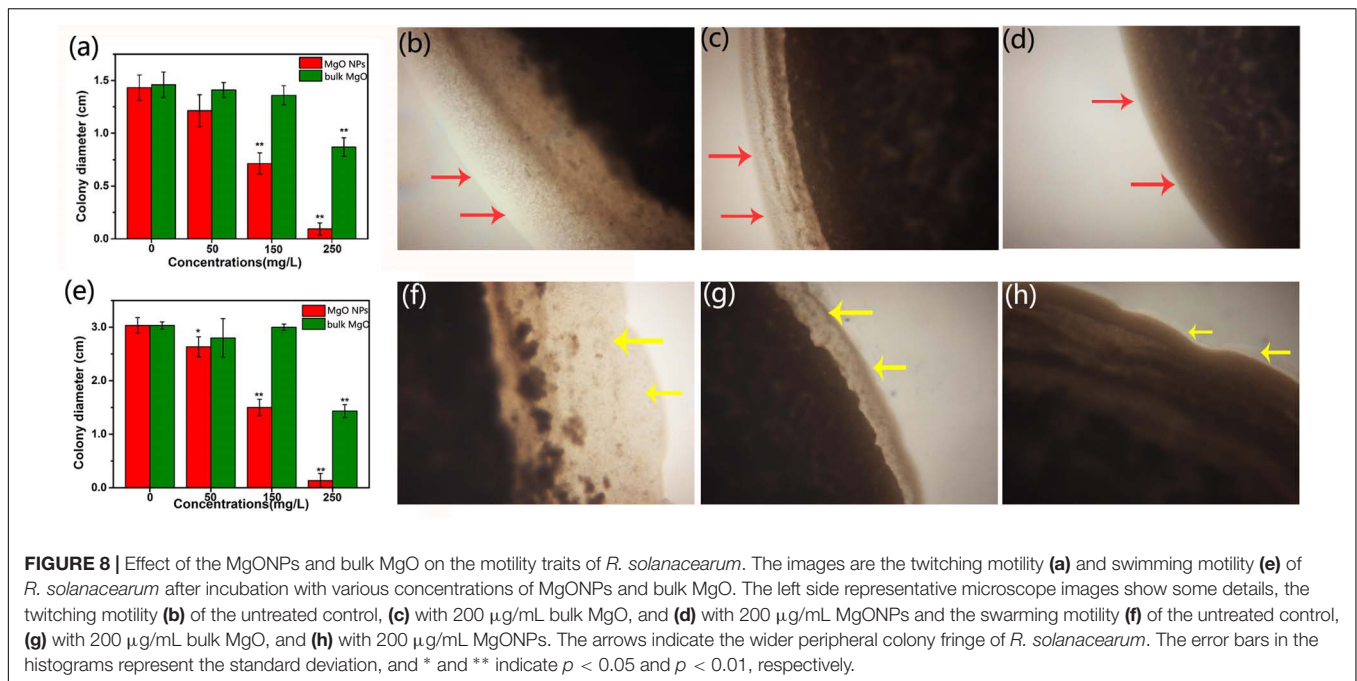 (a)
MgO NPs
bulk MgO
Colony diameter (cm)
1.5
1.0
0.5
0.0
**
**
**
0 50 150 250
Concentrations(mg/L)
(b)
(c)
(d)
(e)
MgO NPs
bulk MgO
Colony diameter (cm)
3.0
2.0
1.0
0.0
*
**
**
**
0 50 150 250
Concentrations(mg/L)
(f)
(g)
(h)
FIGURE 8 | Effect of the MgONPs and bulk MgO on the motility traits of R. solanacearum. The images are the twitching motility (a) and swimming motility (e) of
R. solanacearum after incubation with various concentrations of MgONPs and bulk MgO. The left side representative microscope images show some details, the
twitching motility (b) of the untreated control, (c) with 200 μg/mL bulk MgO, and (d) with 200 μg/mL MgONPs and the swarming motility (f) of the untreated control,
(g) with 200 μg/mL bulk MgO, and (h) with 200 μg/mL MgONPs. The arrows indicate the wider peripheral colony fringe of R. solanacearum. The error bars in the
histograms represent the standard deviation, and * and ** indicate p < 0.05 and p < 0.01, respectively.